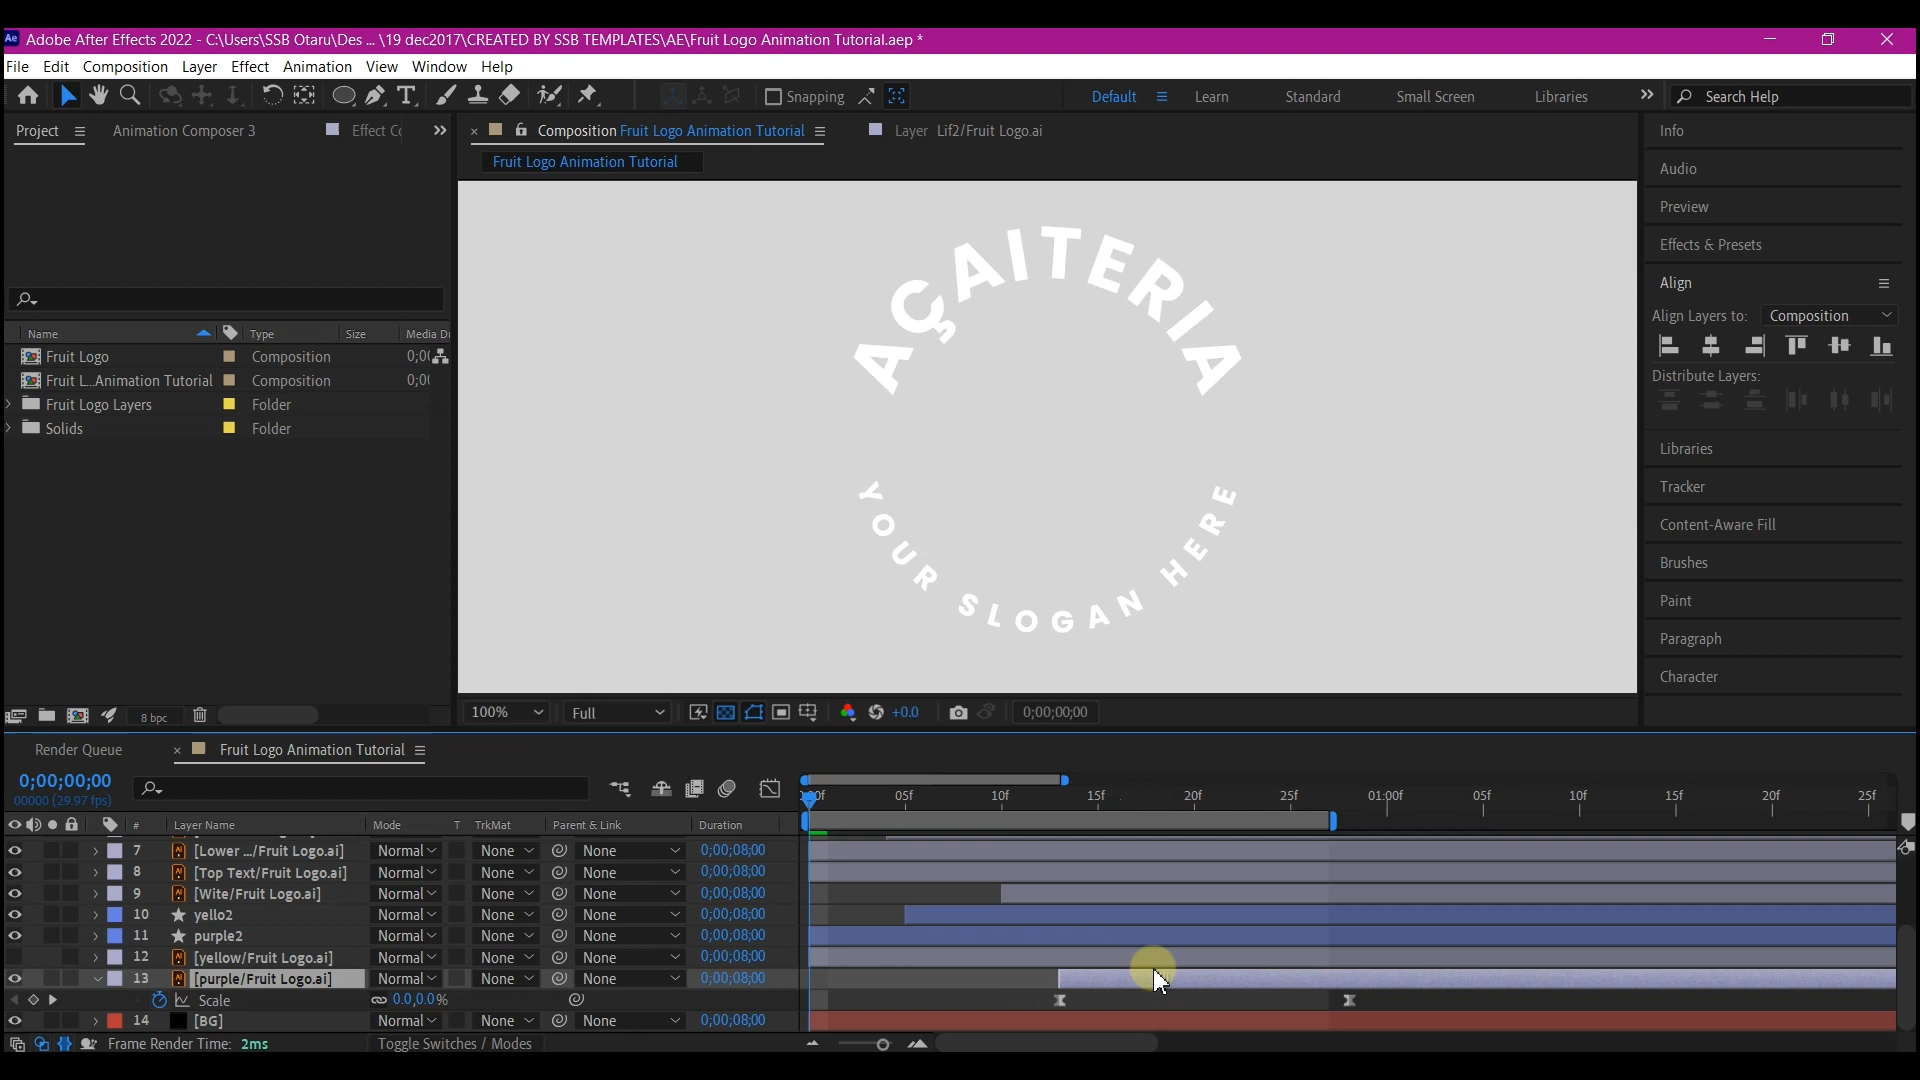 Ae Adobe After Effects 2022 - C:\Users\SSB Otaru\Des ... \19 dec2017\CREATED BY SSB TEMPLATES\AE\Fruit Logo Animation Tutorial.aep *
File Edit Composition Layer Effect Animation View Window Help
Snapping Default Learn Standard Small Screen Libraries Search Help
Project Animation Composer 3 Effect Cc Composition Fruit Logo Animation Tutorial Layer Lif2/Fruit Logo.ai
Fruit Logo Animation Tutorial
AÇAITERIA
YOUR SLOGAN HERE
Name Type Size Media Du
Fruit Logo Composition 0;0
Fruit L...Animation Tutorial Composition 0;0
Fruit Logo Layers Folder
Solids Folder
8 bpc
100% Full +0.0 0;00;00;00
Info
Audio
Preview
Effects & Presets
Align
Align Layers to: Composition
Distribute Layers:
Libraries
Tracker
Content-Aware Fill
Brushes
Paint
Paragraph
Character
Render Queue Fruit Logo Animation Tutorial
0;00;00;00
00000 (29.97 fps)
:00f 05f 10f 15f 20f 25f 01:00f 05f 10f 15f 20f 25f
# Layer Name Mode T TrkMat Parent & Link Duration
7 [Lower .../Fruit Logo.ai] Normal None None 0;00;08;00
8 [Top Text/Fruit Logo.ai] Normal None None 0;00;08;00
9 [Wite/Fruit Logo.ai] Normal None None 0;00;08;00
10 yello2 Normal None None 0;00;08;00
11 purple2 Normal None None 0;00;08;00
12 [yellow/Fruit Logo.ai] Normal None None 0;00;08;00
13 [purple/Fruit Logo.ai] Normal None None 0;00;08;00
Scale 0.0,0.0%
14 [BG] Normal None None 0;00;08;00
Frame Render Time: 2ms Toggle Switches / Modes